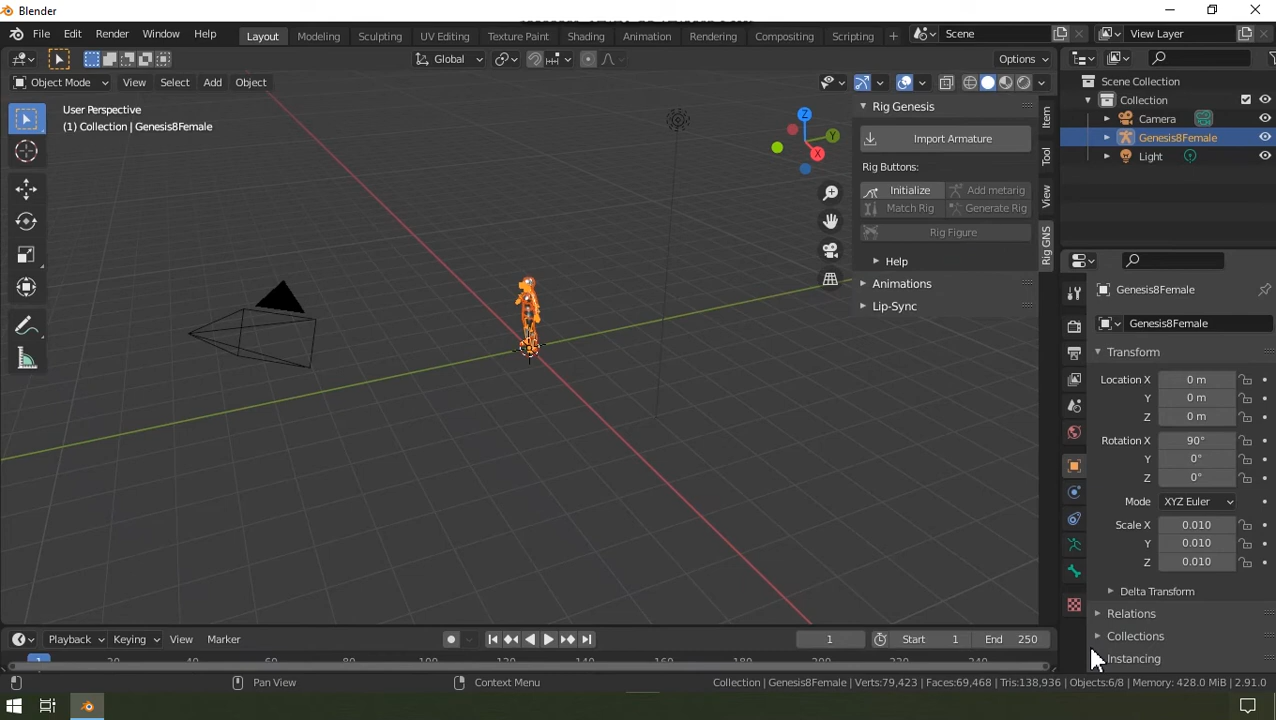 Blender
File Edit Render Window Help Layout Modeling Sculpting UV Editing Texture Paint Shading Animation Rendering Compositing Scripting + Scene View Layer
Global Options
Object Mode View Select Add Object
User Perspective
(1) Collection | Genesis8Female
Z
Y
X
Rig Genesis
Import Armature
Rig Buttons:
Initialize Add metarig
Match Rig Generate Rig
Rig Figure
Help
Animations
Lip-Sync
Item
Tool
View
Rig GNS
Scene Collection
Collection
Camera
Genesis8Female
Light
Genesis8Female
Genesis8Female
Transform
Location X 0 m
Y 0 m
Z 0 m
Rotation X 90°
Y 0°
Z 0°
Mode XYZ Euler
Scale X 0.010
Y 0.010
Z 0.010
Delta Transform
Relations
Collections
Instancing
Playback Keying View Marker 1 Start 1 End 250
1
Pan View Context Menu Collection | Genesis8Female | Verts:79,423 | Faces:69,468 | Tris:138,936 | Objects:6/8 | Memory: 428.0 MiB | 2.91.0